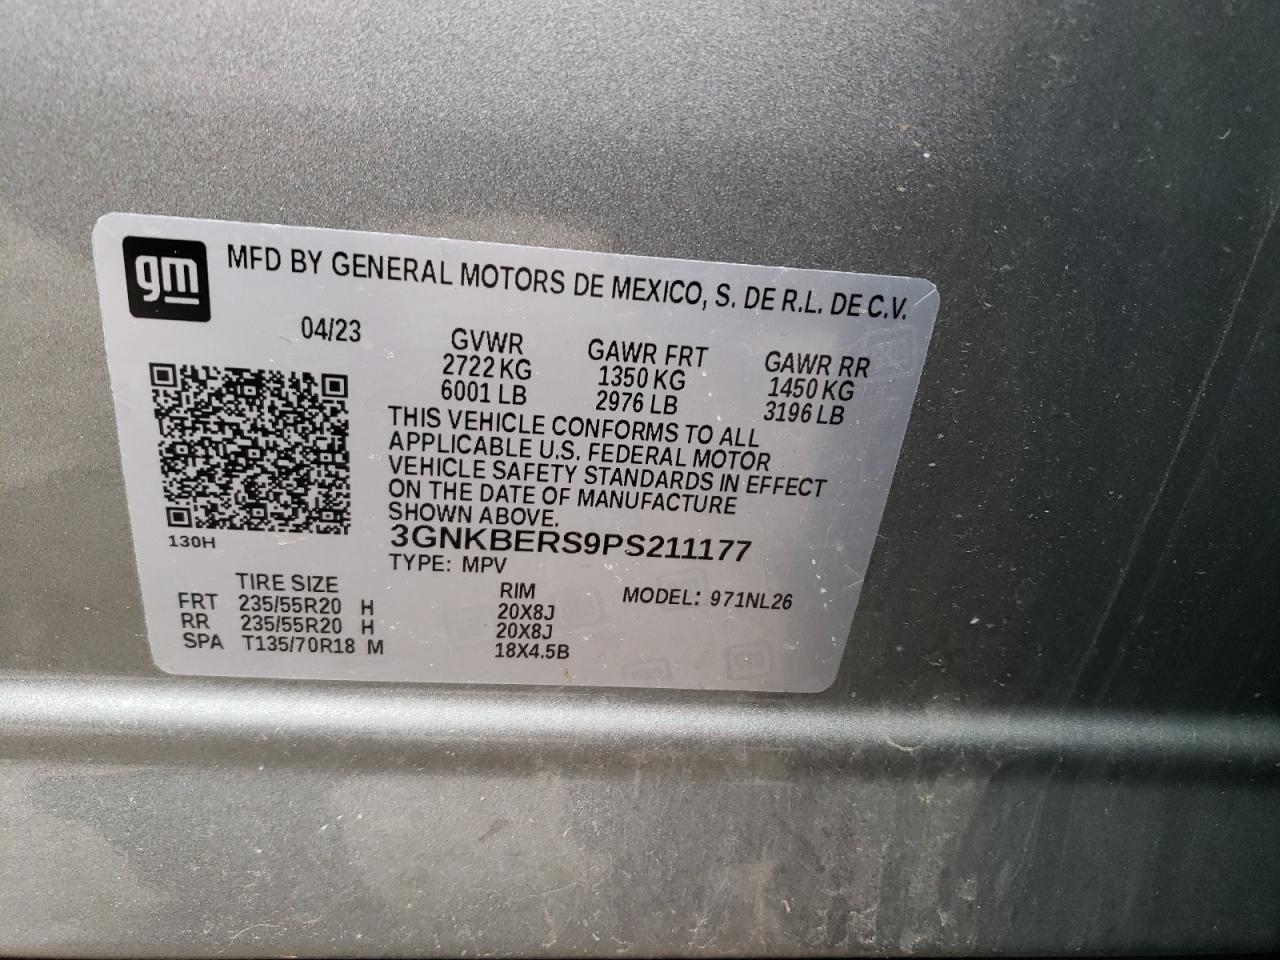 gm
MFD BY GENERAL MOTORS DE MEXICO, S. DE R.L. DE C.V.
04/23
GVWR GAWR FRT GAWR RR
2722 KG 1350 KG 1450 KG
6001 LB 2976 LB 3196 LB
THIS VEHICLE CONFORMS TO ALL
APPLICABLE U.S. FEDERAL MOTOR
VEHICLE SAFETY STANDARDS IN EFFECT
ON THE DATE OF MANUFACTURE
SHOWN ABOVE.
130H
3GNKBERS9PS211177
TYPE: MPV
TIRE SIZE RIM MODEL: 971NL26
FRT 235/55R20 H 20X8J
RR 235/55R20 H 20X8J
SPA T135/70R18 M 18X4.5B